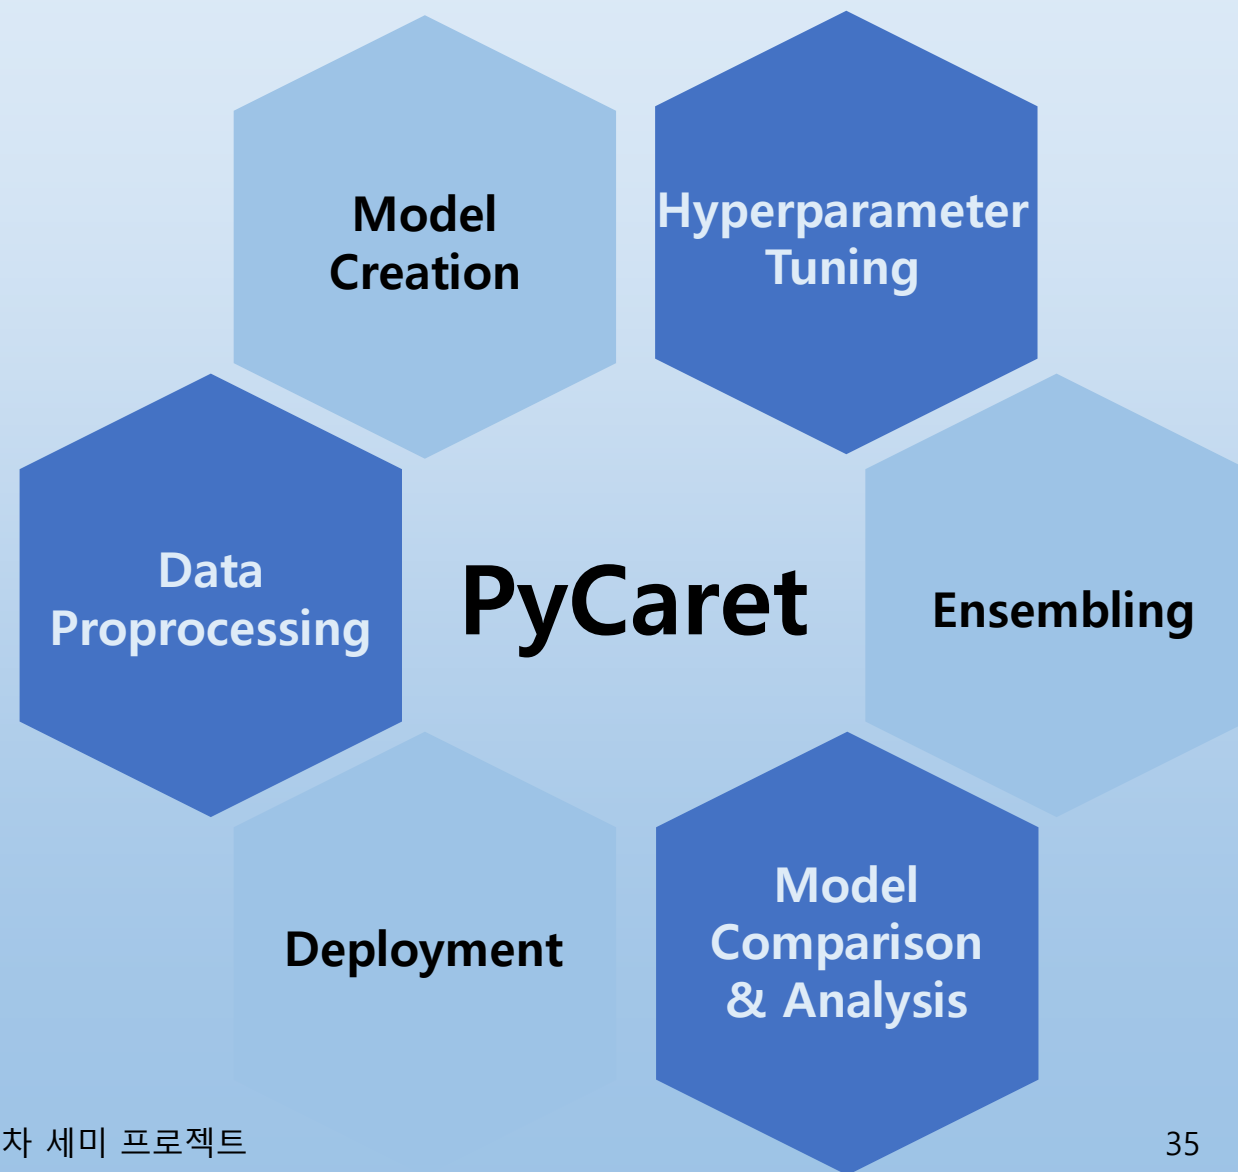 Model
Creation
Hyperparameter
Tuning
Data
Proprocessing
PyCaret
Ensembling
Deployment
Model
Comparison
& Analysis
차 세미 프로젝트
35